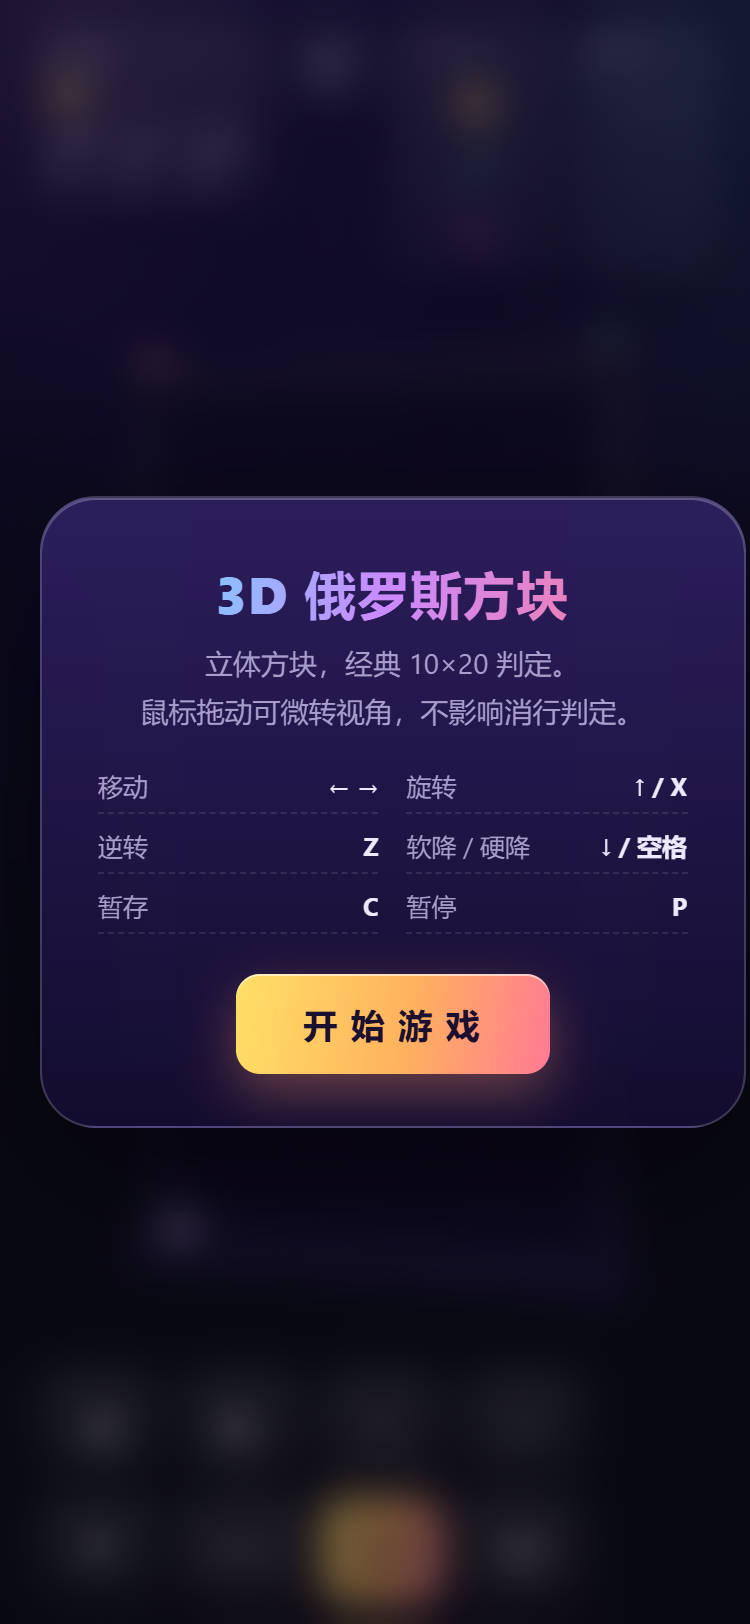 3D 俄罗斯方块
立体方块，经典 10×20 判定。
鼠标拖动可微转视角，不影响消行判定。
移动 ← → 旋转 ↑ / X
逆转 Z 软降 / 硬降 ↓ / 空格
暂存 C 暂停 P
开始游戏